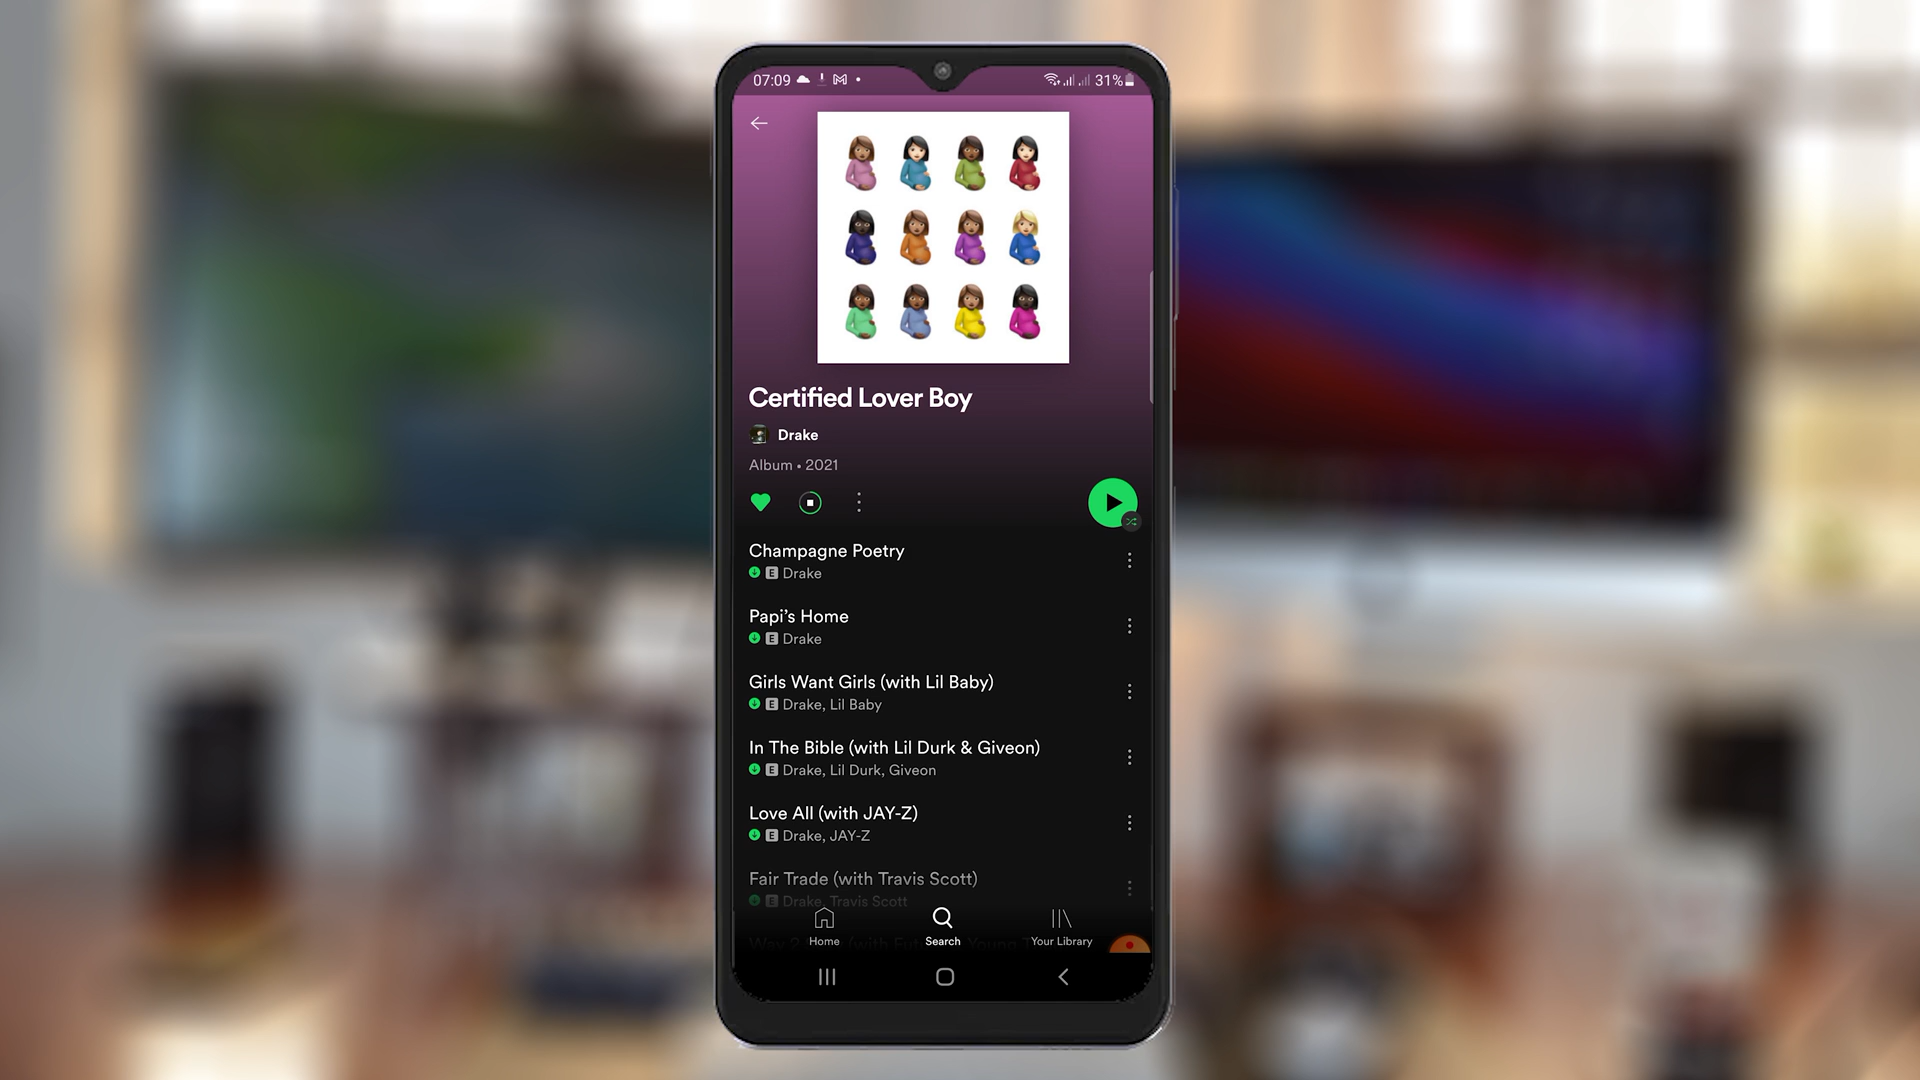 07:09 31%
Certified Lover Boy
Drake
Album • 2021
Champagne Poetry
E Drake
Papi's Home
E Drake
Girls Want Girls (with Lil Baby)
E Drake, Lil Baby
In The Bible (with Lil Durk & Giveon)
E Drake, Lil Durk, Giveon
Love All (with JAY-Z)
E Drake, JAY-Z
Fair Trade (with Travis Scott)
E Drake, Travis Scott
Home Search Your Library